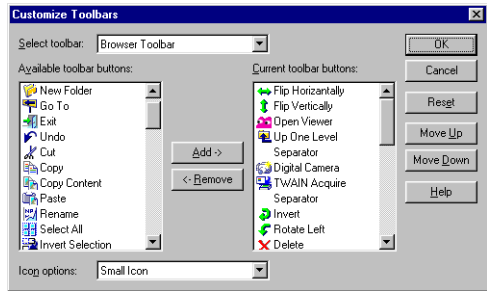 Customize Toolbars
Select toolbar: Browser Toolbar
OK
Available toolbar buttons:
Current toolbar buttons:
Cancel
New Folder
Go To
Exit
Undo
Cut
Copy
Copy Content
Paste
Rename
Select All
Invert Selection
Add ->
<- Remove
Flip Horizantally
Flip Vertically
Open Viewer
Up One Level
Separator
Digital Camera
TWAIN Acquire
Separator
Invert
Rotate Left
Delete
Reset
Move Up
Move Down
Help
Icon options: Small Icon